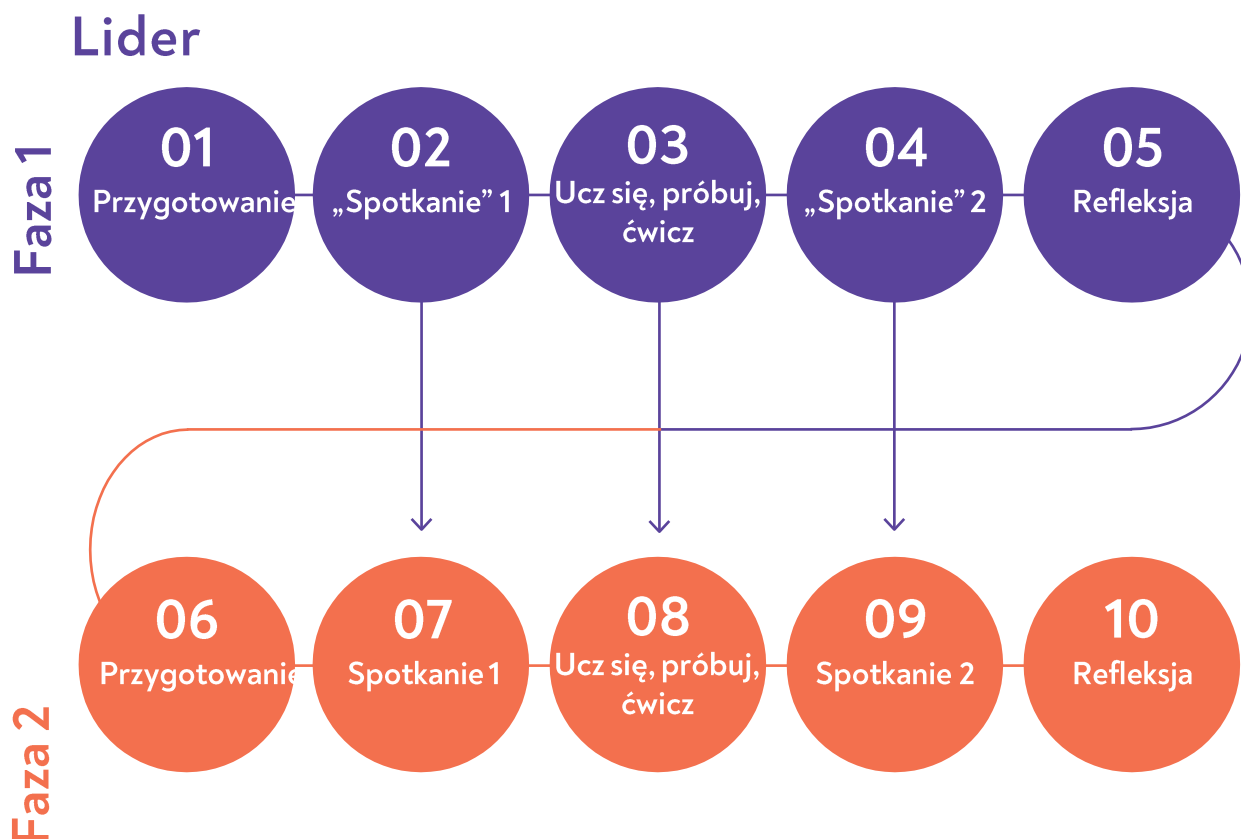 Lider
Faza 1
01
Przygotowanie
02
„Spotkanie” 1
03
Ucz się, próbuj,
ćwicz
04
„Spotkanie” 2
05
Refleksja
Faza 2
06
Przygotowanie
07
Spotkanie 1
08
Ucz się, próbuj,
ćwicz
09
Spotkanie 2
10
Refleksja